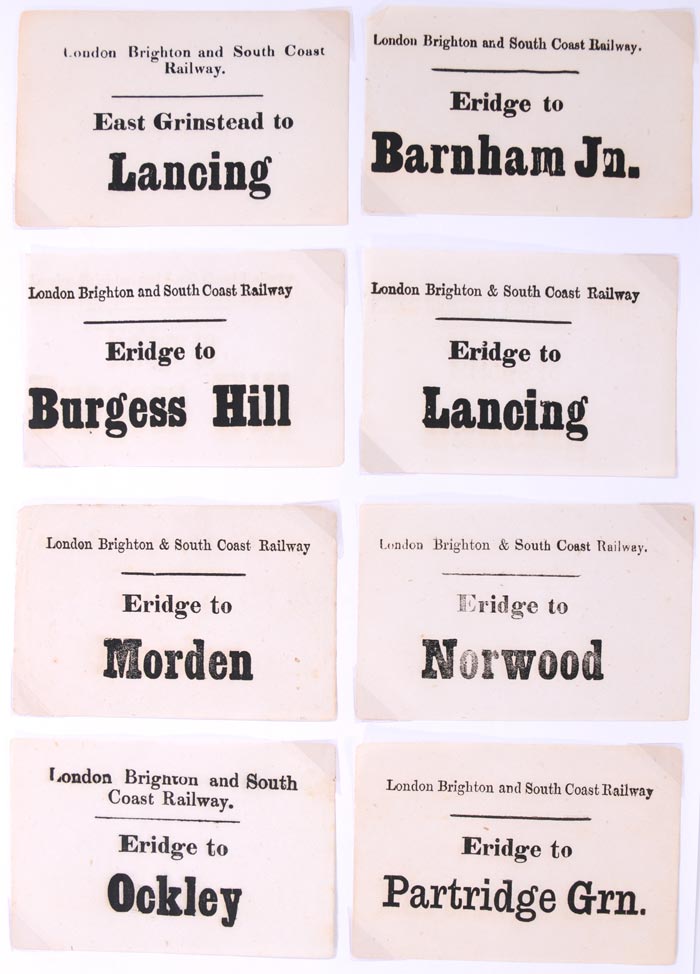 London Brighton and South Coast
Railway.
East Grinstead to
Lancing
London Brighton and South Coast Railway.
Eridge to
Barnham Jn.
London Brighton and South Coast Railway
Eridge to
Burgess Hill
London Brighton & South Coast Railway
Eridge to
Lancing
London Brighton & South Coast Railway
Eridge to
Morden
London Brighton & South Coast Railway.
Eridge to
Norwood
London Brighton and South
Coast Railway.
Eridge to
Ockley
London Brighton and South Coast Railway
Eridge to
Partridge Grn.